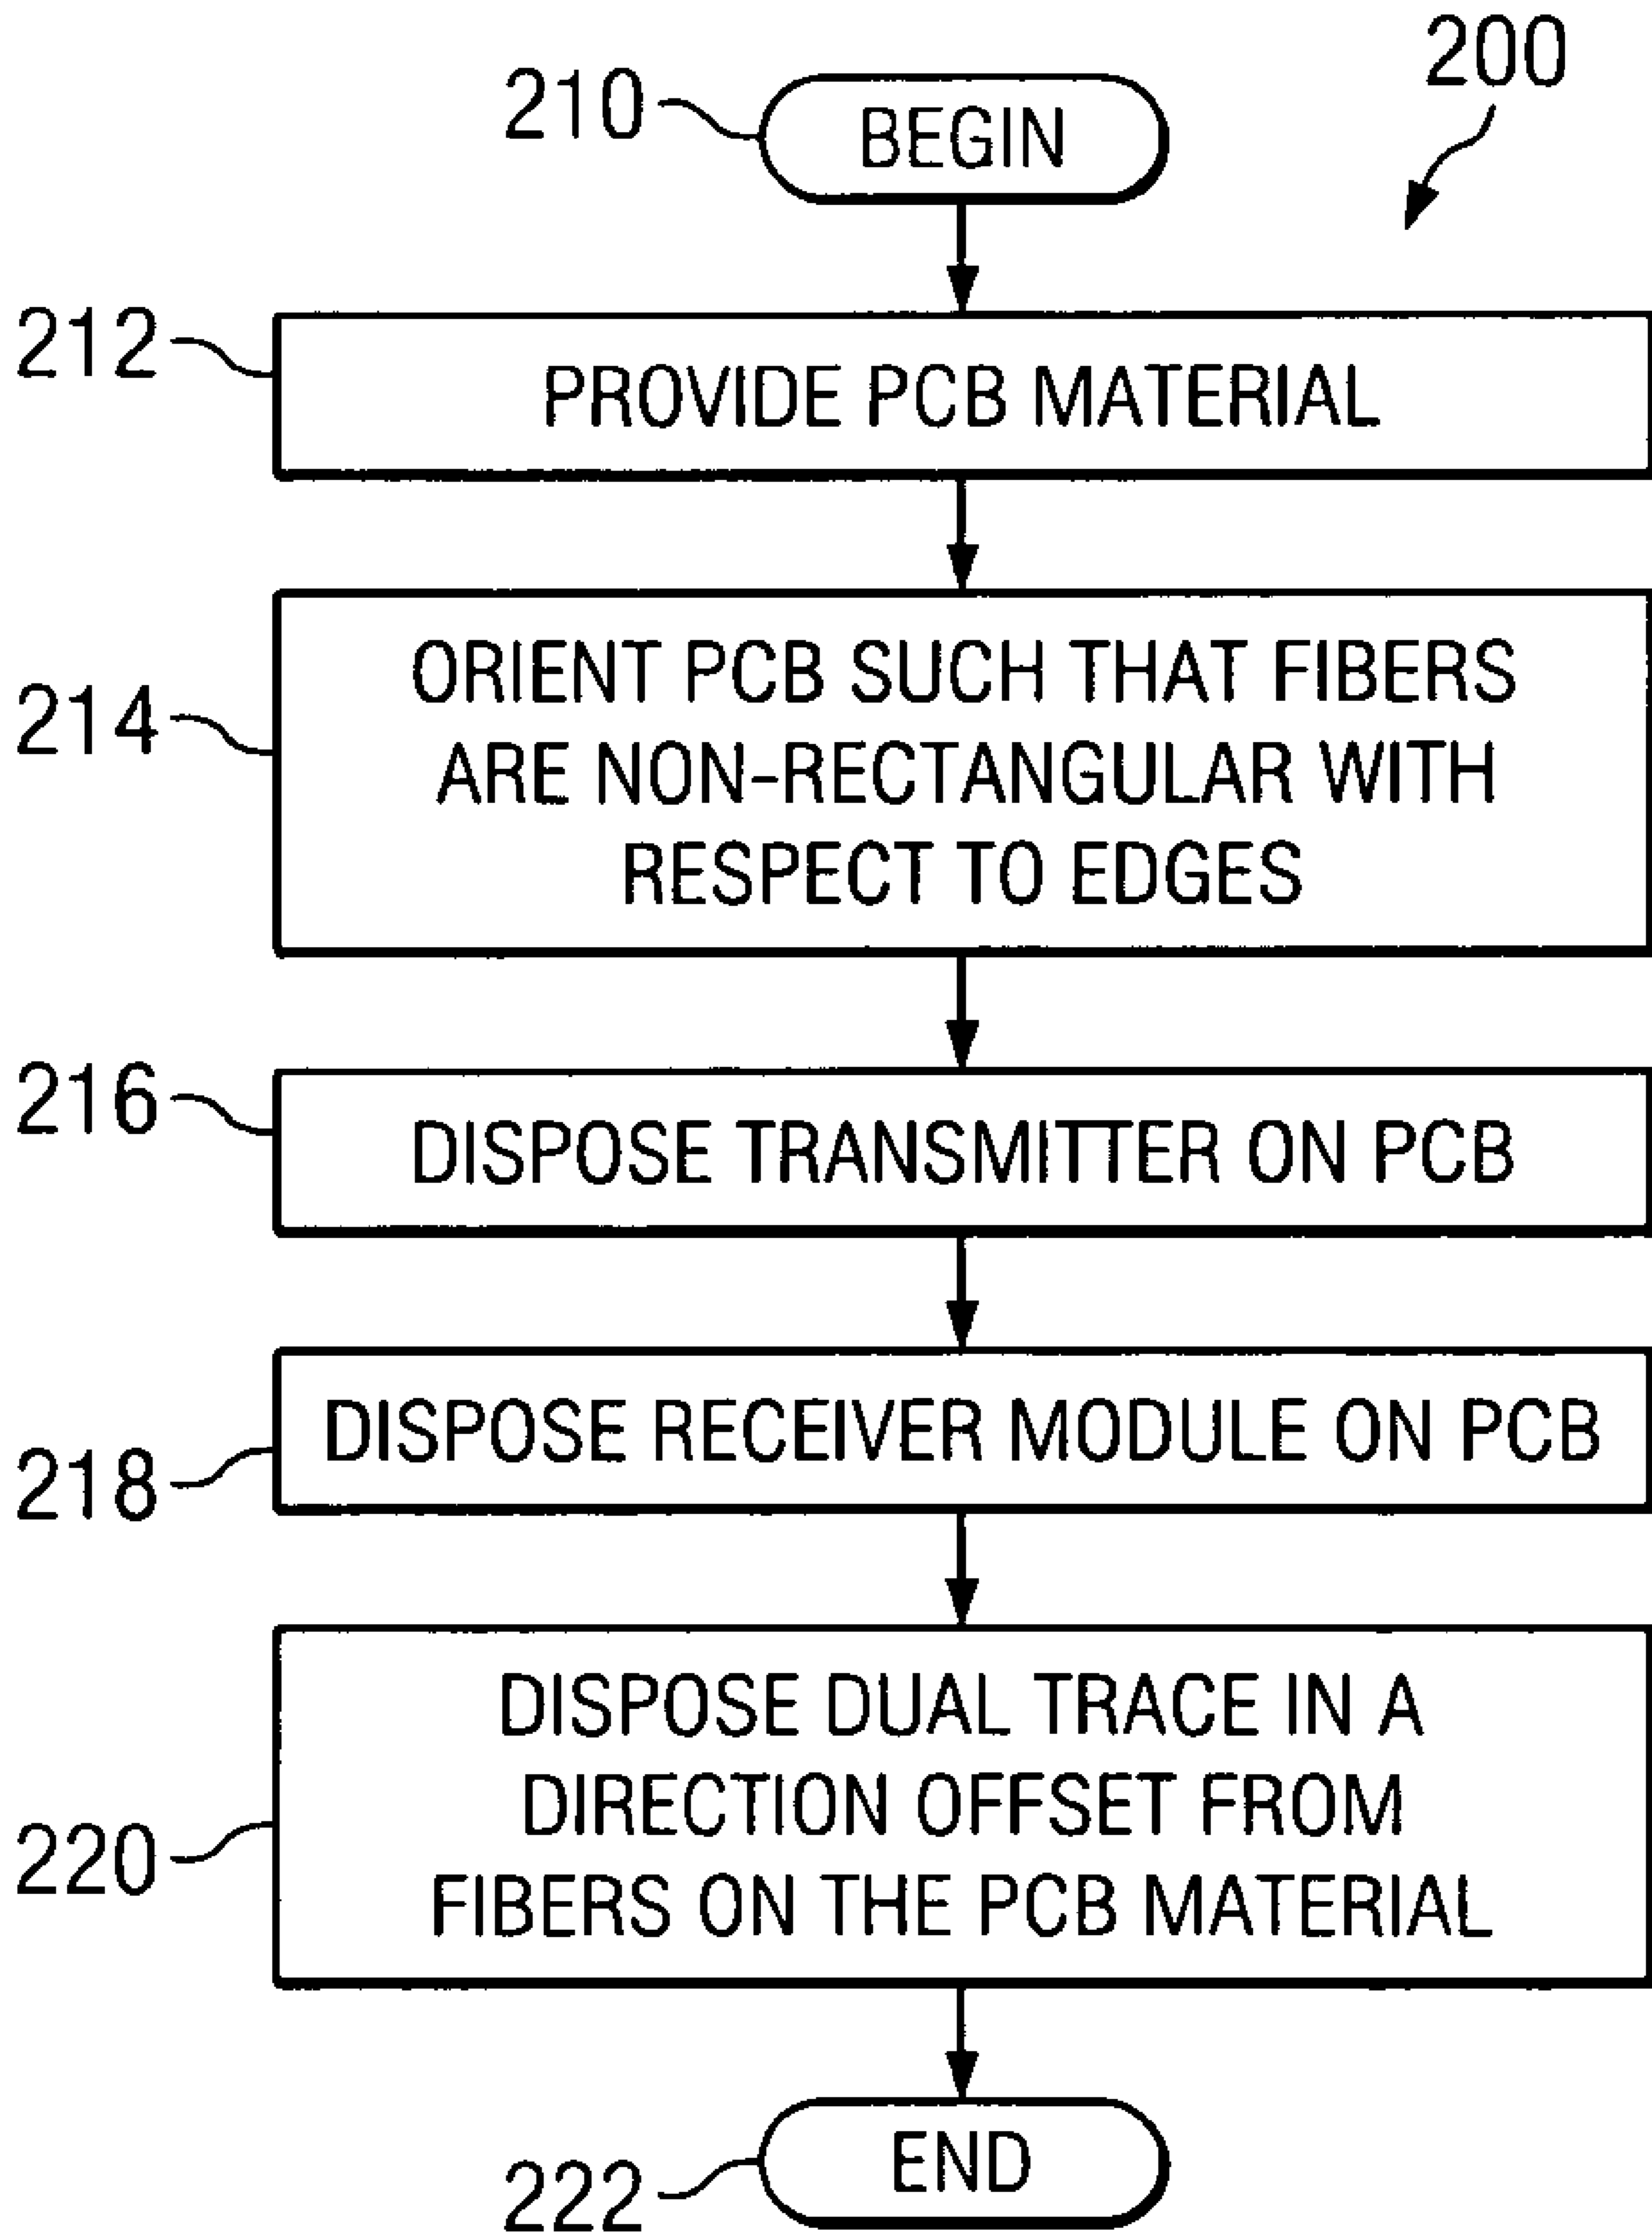 200
210
BEGIN
212
PROVIDE PCB MATERIAL
214
ORIENT PCB SUCH THAT FIBERS
ARE NON-RECTANGULAR WITH
RESPECT TO EDGES
216
DISPOSE TRANSMITTER ON PCB
218
DISPOSE RECEIVER MODULE ON PCB
220
DISPOSE DUAL TRACE IN A
DIRECTION OFFSET FROM
FIBERS ON THE PCB MATERIAL
222
END